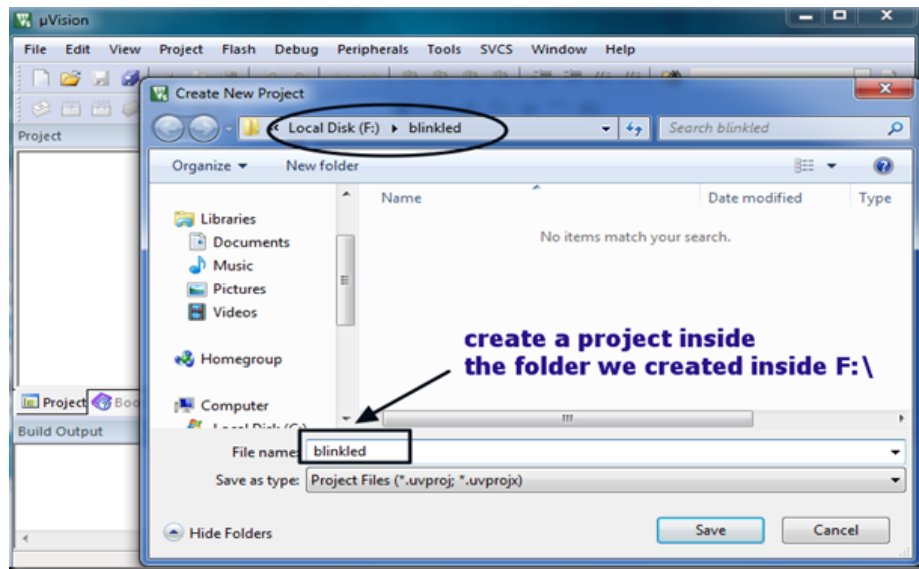 µVision
File Edit View Project Flash Debug Peripherals Tools SVCS Window Help
Create New Project
« Local Disk (F:) ▸ blinkled
Search blinkled
Project
Organize New folder
Name Date modified Type
Libraries
No items match your search.
Documents
Music
Pictures
Videos
create a project inside
the folder we created inside F:\
Homegroup
Project Boo
Computer
Local Disk (C:)
Build Output
File name: blinkled
Save as type: Project Files (*.uvproj; *.uvprojx)
Hide Folders Save Cancel